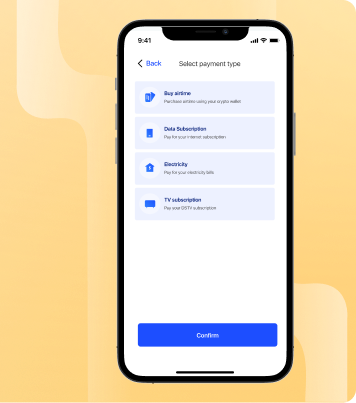 9:41
Back
Select payment type
Buy airtime
Purchase airtime using your crypto wallet
Data Subscription
Pay for your internet subscription
Electricity
Pay for your electricity bills
TV subscription
Pay your DSTV subscription
Confirm